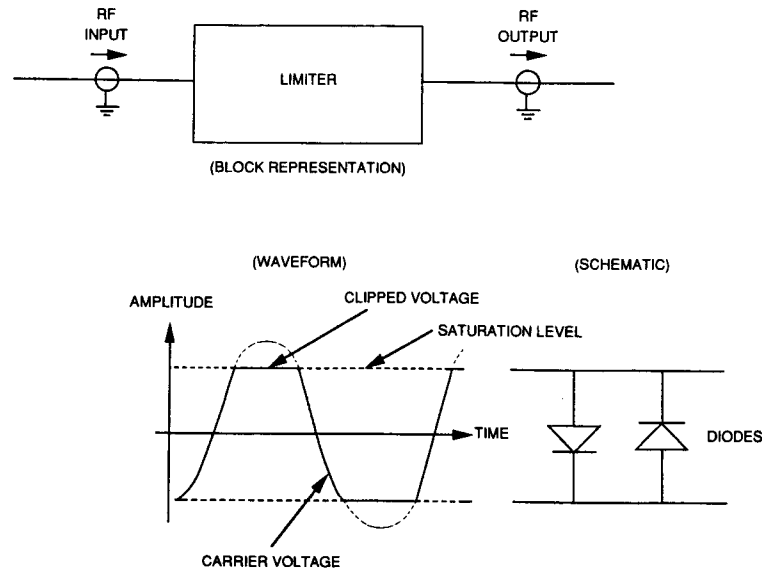 RF
INPUT
RF
OUTPUT
LIMITER
(BLOCK REPRESENTATION)
(WAVEFORM)
(SCHEMATIC)
AMPLITUDE
CLIPPED VOLTAGE
SATURATION LEVEL
TIME
DIODES
CARRIER VOLTAGE